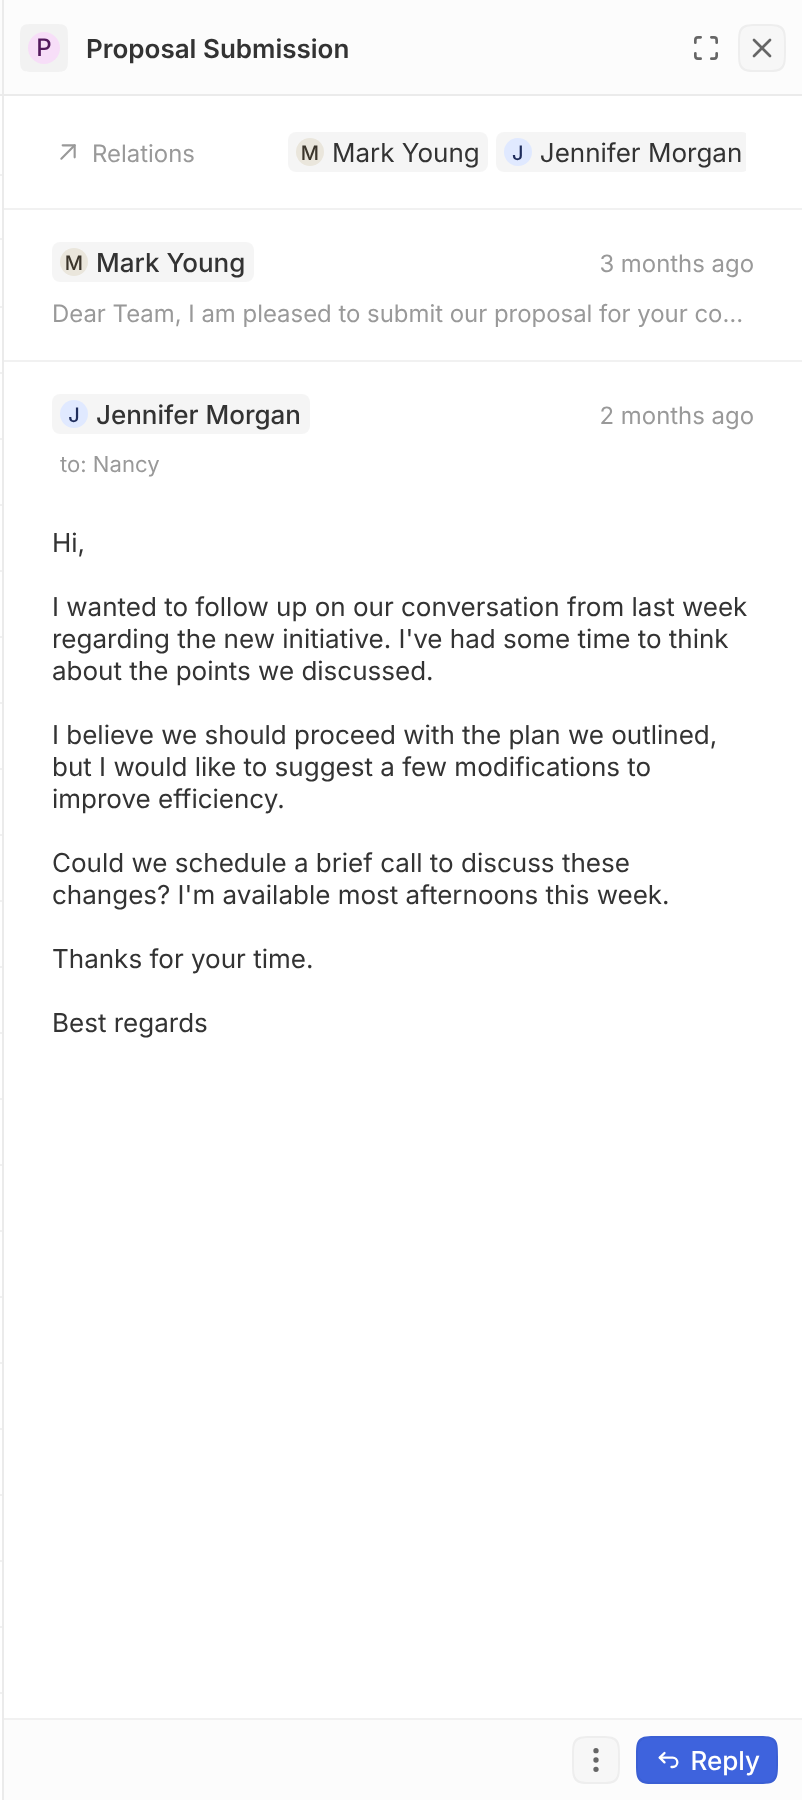 P Proposal Submission
Relations M Mark Young J Jennifer Morgan
M Mark Young 3 months ago
Dear Team, I am pleased to submit our proposal for your co...
J Jennifer Morgan 2 months ago
to: Nancy
Hi,
I wanted to follow up on our conversation from last week
regarding the new initiative. I've had some time to think
about the points we discussed.
I believe we should proceed with the plan we outlined,
but I would like to suggest a few modifications to
improve efficiency.
Could we schedule a brief call to discuss these
changes? I'm available most afternoons this week.
Thanks for your time.
Best regards
Reply